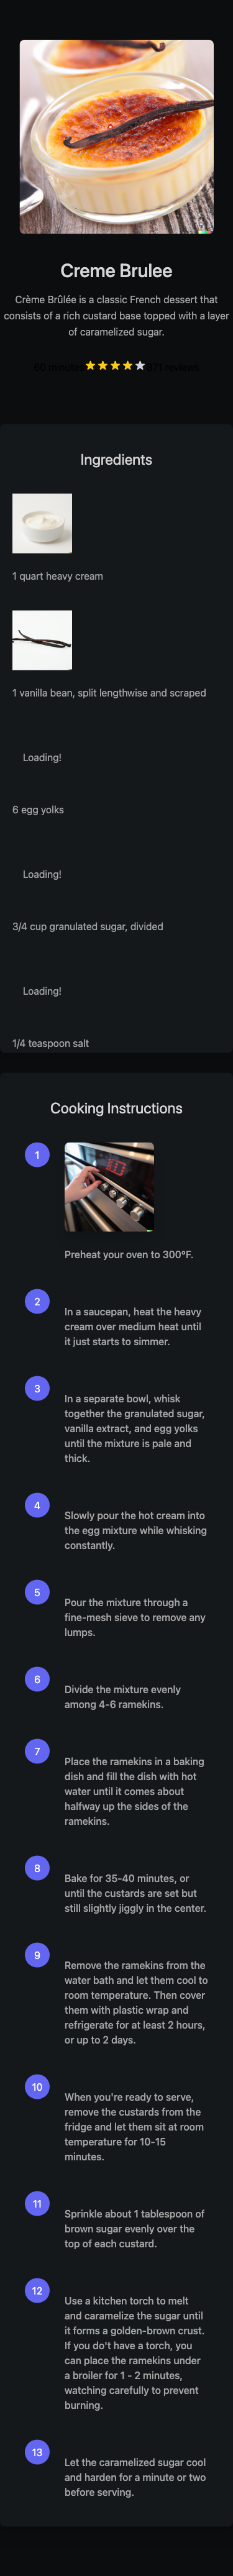 Creme Brulee
Crème Brûlée is a classic French dessert that
consists of a rich custard base topped with a layer
of caramelized sugar.
60 minutes 871 reviews
Ingredients
1 quart heavy cream
1 vanilla bean, split lengthwise and scraped
Loading!
6 egg yolks
Loading!
3/4 cup granulated sugar, divided
Loading!
1/4 teaspoon salt
Cooking Instructions
1
Preheat your oven to 300°F.
2
In a saucepan, heat the heavy
cream over medium heat until
it just starts to simmer.
3
In a separate bowl, whisk
together the granulated sugar,
vanilla extract, and egg yolks
until the mixture is pale and
thick.
4
Slowly pour the hot cream into
the egg mixture while whisking
constantly.
5
Pour the mixture through a
fine-mesh sieve to remove any
lumps.
6
Divide the mixture evenly
among 4-6 ramekins.
7
Place the ramekins in a baking
dish and fill the dish with hot
water until it comes about
halfway up the sides of the
ramekins.
8
Bake for 35-40 minutes, or
until the custards are set but
still slightly jiggly in the center.
9
Remove the ramekins from the
water bath and let them cool to
room temperature. Then cover
them with plastic wrap and
refrigerate for at least 2 hours,
or up to 2 days.
10
When you're ready to serve,
remove the custards from the
fridge and let them sit at room
temperature for 10-15
minutes.
11
Sprinkle about 1 tablespoon of
brown sugar evenly over the
top of each custard.
12
Use a kitchen torch to melt
and caramelize the sugar until
it forms a golden-brown crust.
If you do't have a torch, you
can place the ramekins under
a broiler for 1 - 2 minutes,
watching carefully to prevent
burning.
13
Let the caramelized sugar cool
and harden for a minute or two
before serving.